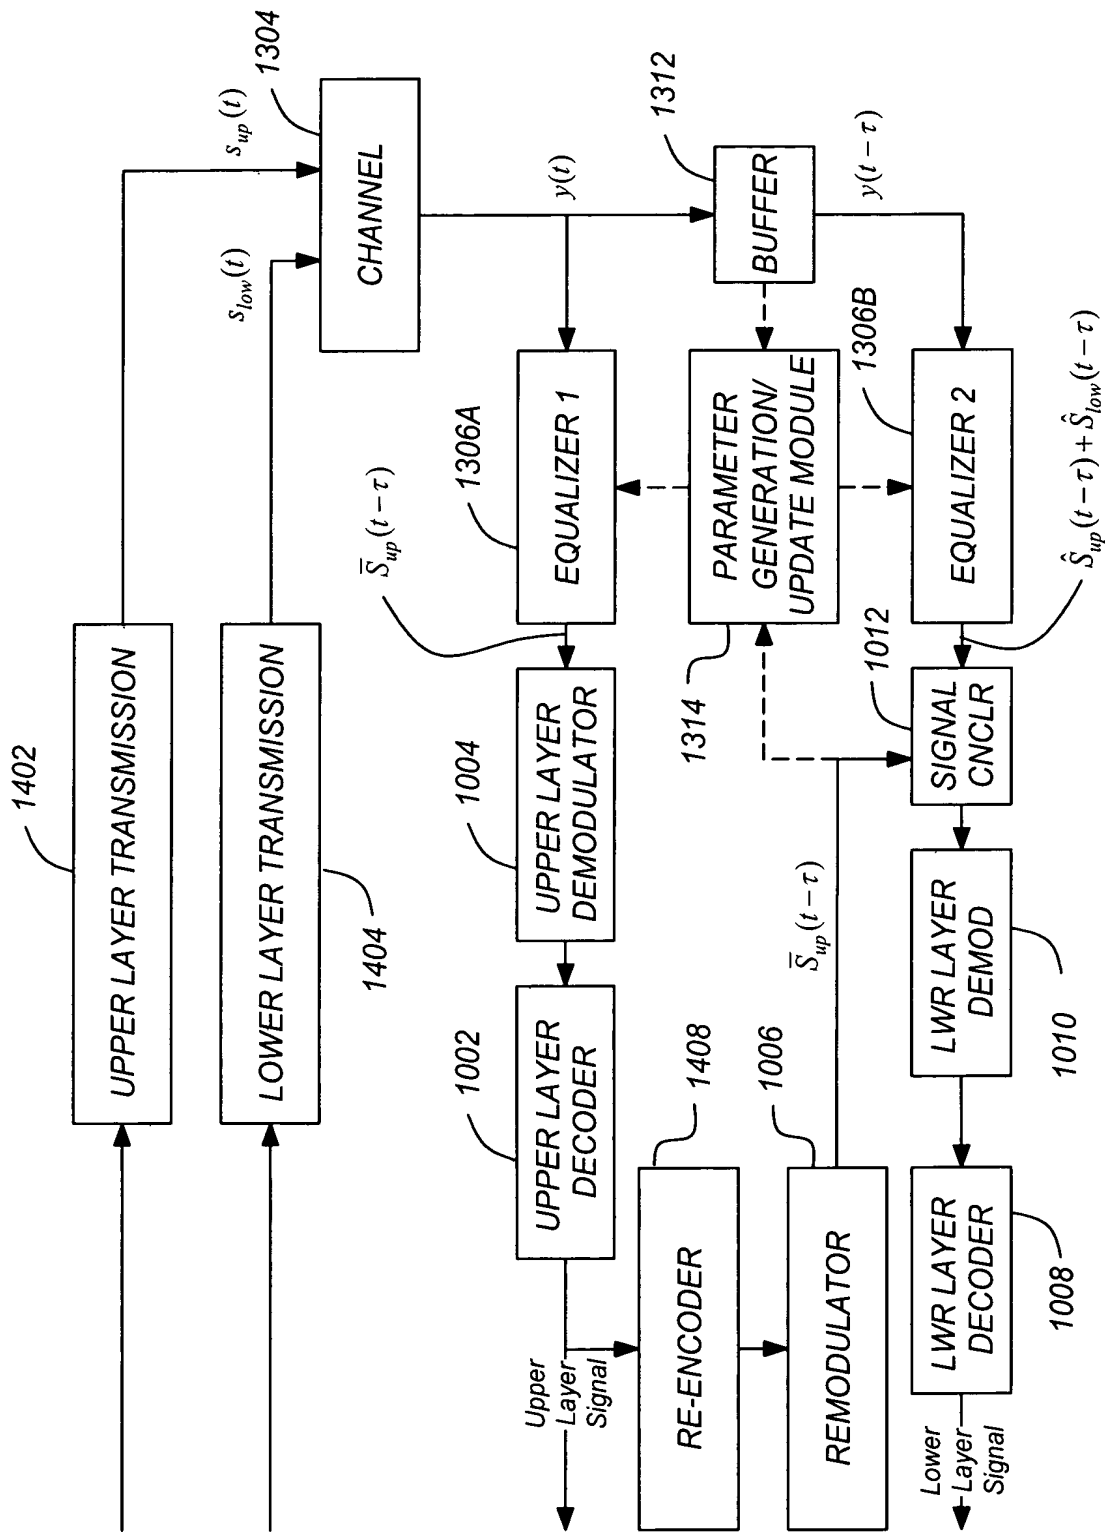 1402
UPPER LAYER TRANSMISSION
s_up(t)
1304
LOWER LAYER TRANSMISSION
1404
s_low(t)
CHANNEL
y(t)
1002
UPPER LAYER
DECODER
1004
UPPER LAYER
DEMODULATOR
S̅_up(t-τ)
1306A
EQUALIZER 1
1312
BUFFER
y(t-τ)
Upper
Layer
Signal
1408
RE-ENCODER
1006
REMODULATOR
S̅_up(t-τ)
1314
PARAMETER
GENERATION/
UPDATE MODULE
1306B
EQUALIZER 2
Ŝ_up(t-τ)+Ŝ_low(t-τ)
1012
SIGNAL
CNCLR
LWR LAYER
DEMOD
1010
LWR LAYER
DECODER
1008
Lower
Layer
Signal